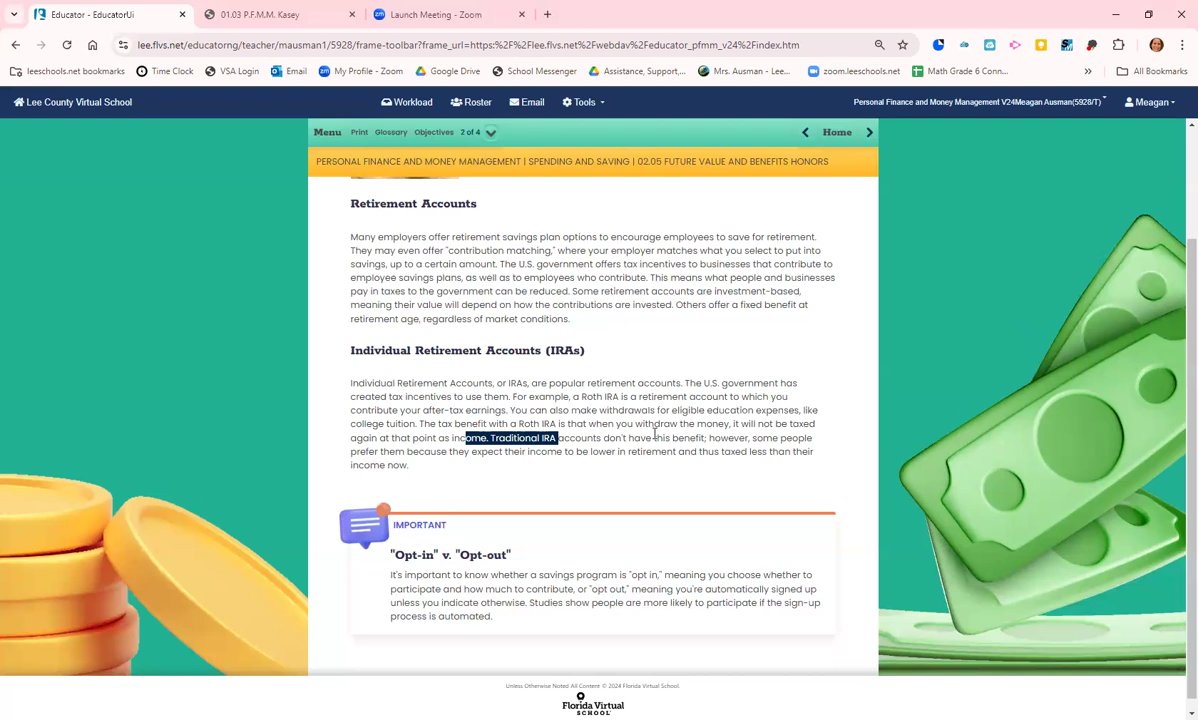 Educator - EducatorUi
01.03 P.F.M.M. Kasey
Launch Meeting - Zoom
lee.flvs.net/educatorng/teacher/mausman1/5928/frame-toolbar?frame_url=https:%2F%2Flee.flvs.net%2Fwebdav%2Feducator_pfmm_v24%2Findex.htm
leeschools.net bookmarks
Time Clock
VSA Login
Email
My Profile - Zoom
Google Drive
School Messenger
Assistance, Support,...
Mrs. Ausman - Lee...
zoom.leeschools.net
Math Grade 6 Conn...
All Bookmarks
Lee County Virtual School
Workload
Roster
Email
Tools
Personal Finance and Money Management V24Meagan Ausman(5928/T)
Meagan
Menu Print Glossary Objectives 2 of 4
Home
PERSONAL FINANCE AND MONEY MANAGEMENT | SPENDING AND SAVING | 02.05 FUTURE VALUE AND BENEFITS HONORS
Retirement Accounts
Many employers offer retirement savings plan options to encourage employees to save for retirement.
They may even offer "contribution matching," where your employer matches what you select to put into
savings, up to a certain amount. The U.S. government offers tax incentives to businesses that contribute to
employee savings plans, as well as to employees who contribute. This means what people and businesses
pay in taxes to the government can be reduced. Some retirement accounts are investment-based,
meaning their value will depend on how the contributions are invested. Others offer a fixed benefit at
retirement age, regardless of market conditions.
Individual Retirement Accounts (IRAs)
Individual Retirement Accounts, or IRAs, are popular retirement accounts. The U.S. government has
created tax incentives to use them. For example, a Roth IRA is a retirement account to which you
contribute your after-tax earnings. You can also make withdrawals for eligible education expenses, like
college tuition. The tax benefit with a Roth IRA is that when you withdraw the money, it will not be taxed
again at that point as income. Traditional IRA accounts don't have this benefit; however, some people
prefer them because they expect their income to be lower in retirement and thus taxed less than their
income now.
IMPORTANT
"Opt-in" v. "Opt-out"
It's important to know whether a savings program is "opt in," meaning you choose whether to
participate and how much to contribute, or "opt out," meaning you're automatically signed up
unless you indicate otherwise. Studies show people are more likely to participate if the sign-up
process is automated.
Unless Otherwise Noted All Content © 2024 Florida Virtual School.
Florida Virtual
SCHOOL